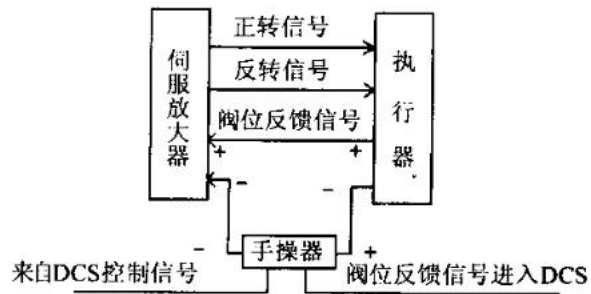 正转信号
反转信号
阀位反馈信号
伺服放大器
执行器
+ +
- -
手操器
- +
来自DCS控制信号
阀位反馈信号进入DCS